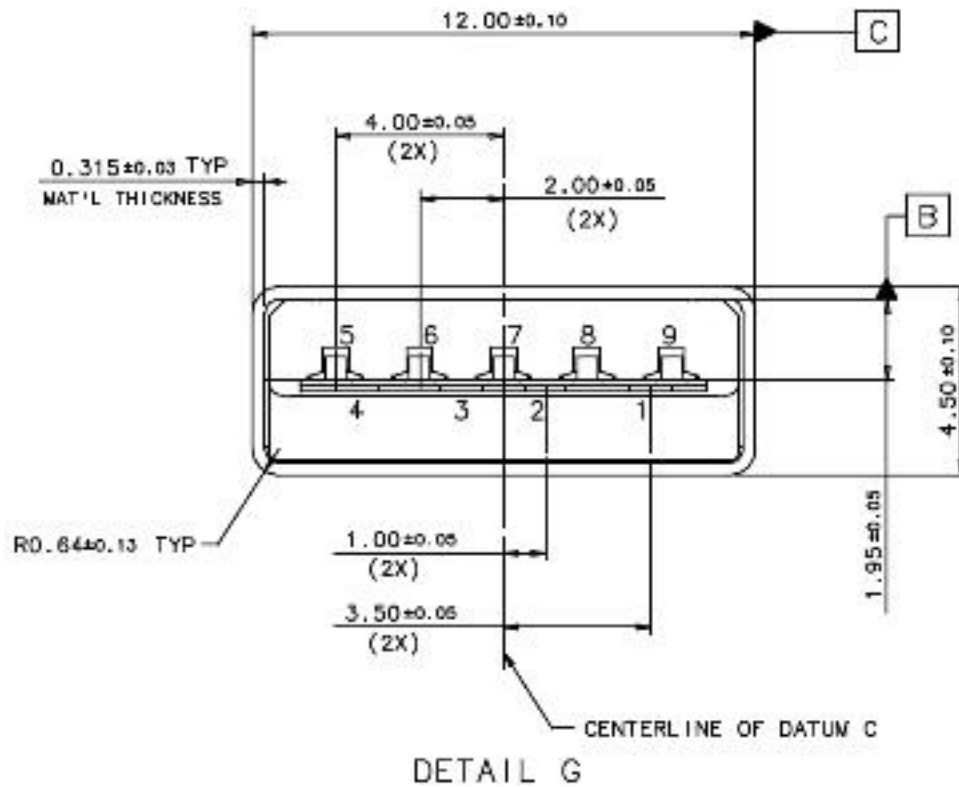 12.00±0.10
C
4.00±0.05
(2X)
0.315±0.03 TYP
MAT'L THICKNESS
2.00±0.05
(2X)
B
5 6 7 8 9
4 3 2 1
4.50±0.10
1.95±0.05
R0.64±0.13 TYP
1.00±0.05
(2X)
3.50±0.05
(2X)
CENTERLINE OF DATUM C
DETAIL G